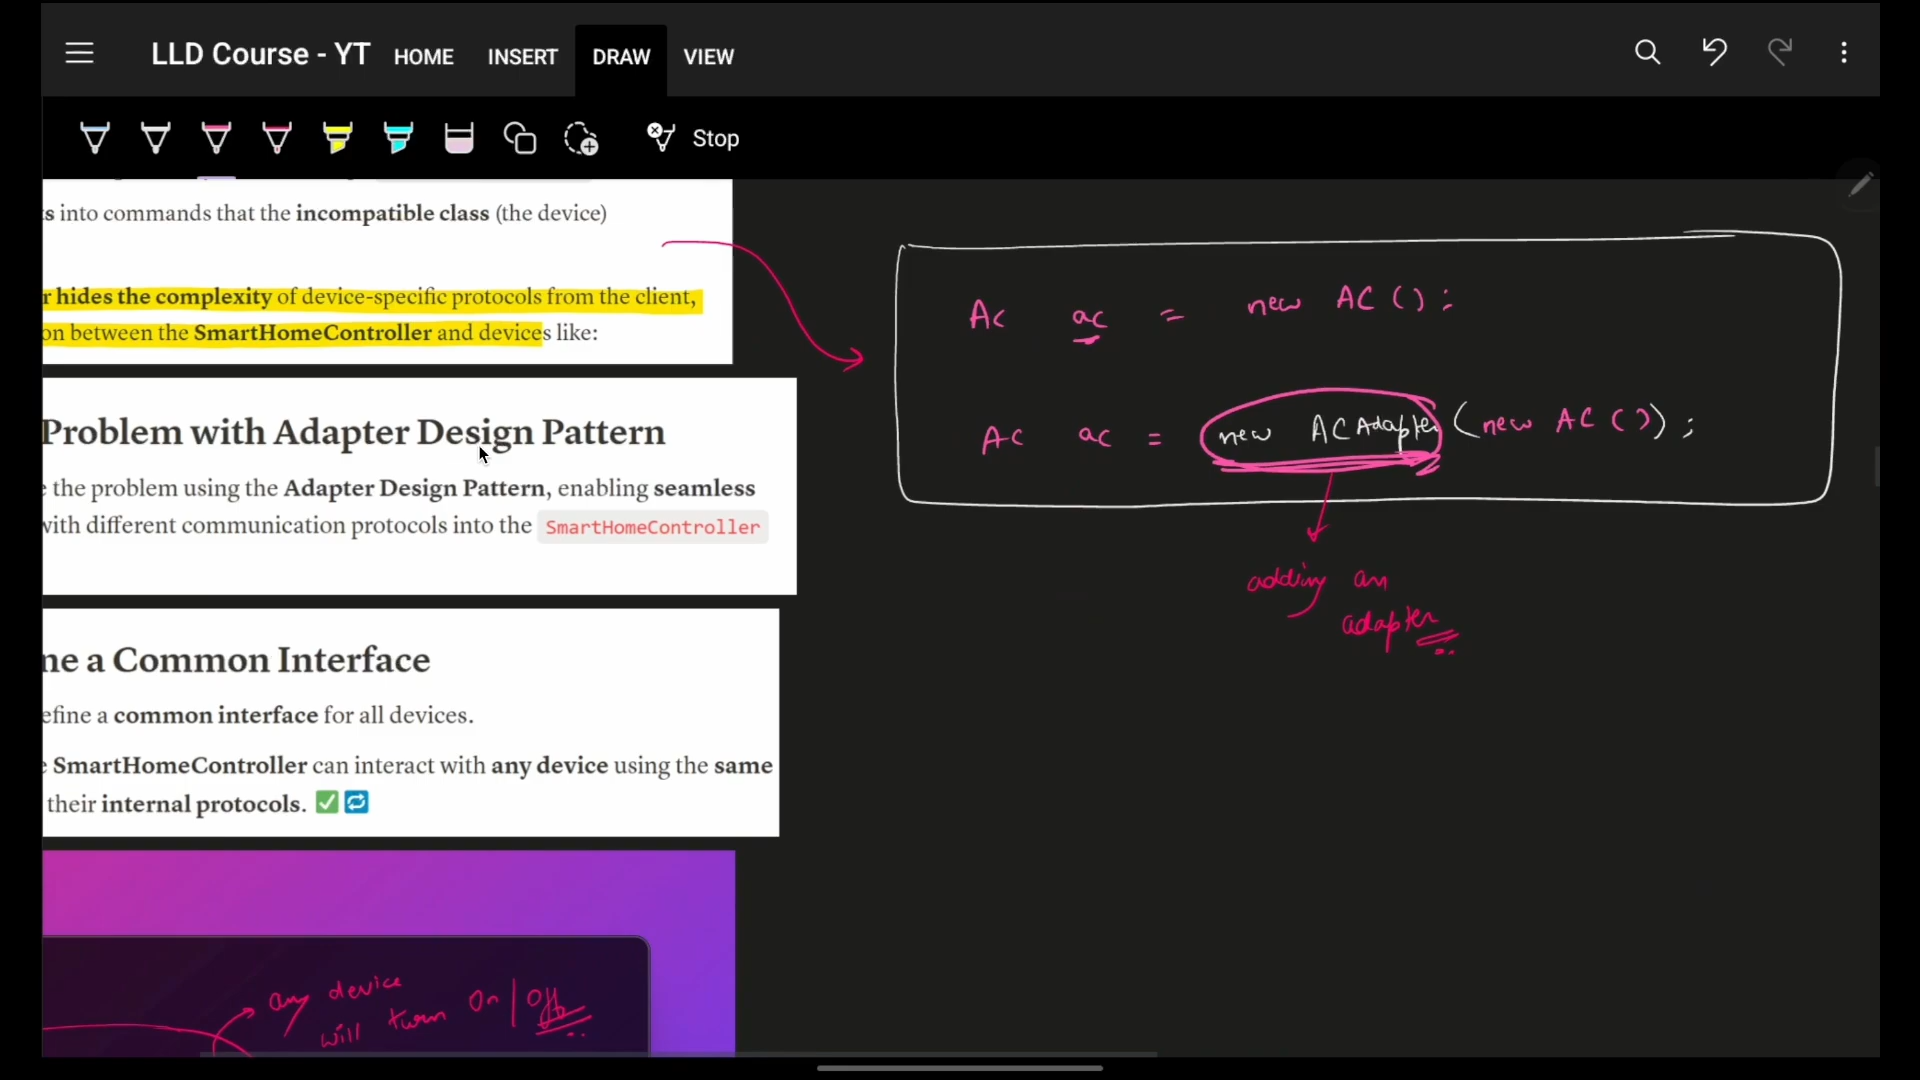 LLD Course - YT HOME INSERT DRAW VIEW
Stop
s into commands that the incompatible class (the device)
r hides the complexity of device-specific protocols from the client,
on between the SmartHomeController and devices like:
Problem with Adapter Design Pattern
e the problem using the Adapter Design Pattern, enabling seamless
with different communication protocols into the SmartHomeController
ne a Common Interface
efine a common interface for all devices.
e SmartHomeController can interact with any device using the same
their internal protocols.
any device
will turn On | Off
AC ac = new AC();
AC ac = new ACAdapter (new AC());
adding an
adapter